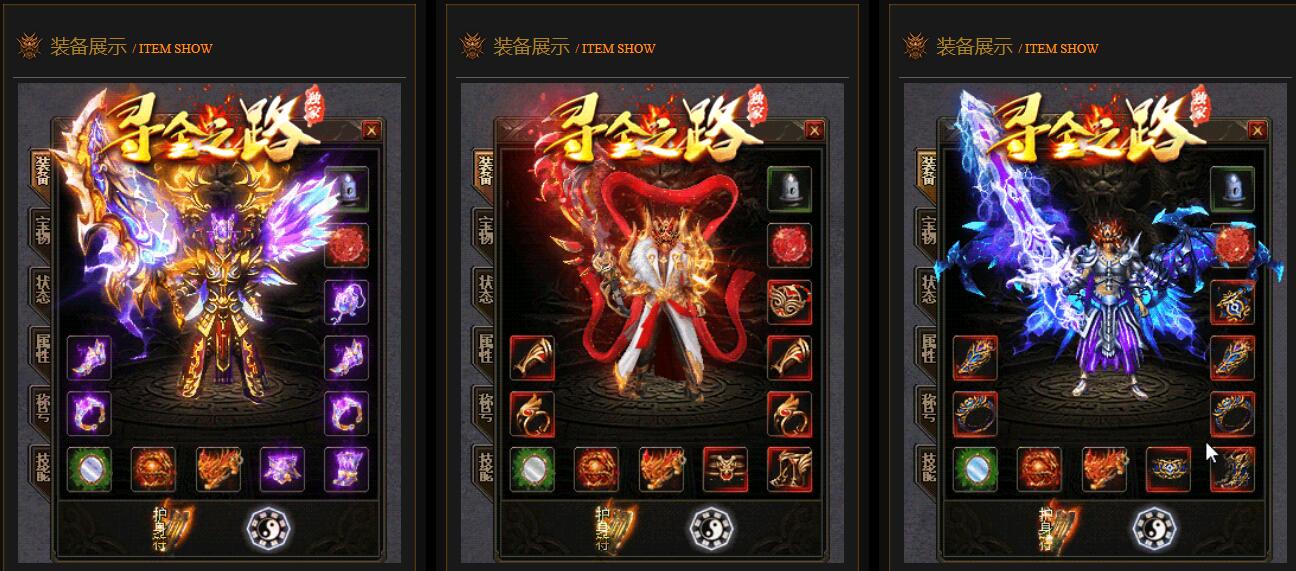 装备展示 / ITEM SHOW
寻金之路
独家
装备
宝物
状态
属性
称号
技能
护身符
装备展示 / ITEM SHOW
寻金之路
独家
装备
宝物
状态
属性
称号
技能
护身符
装备展示 / ITEM SHOW
寻金之路
独家
装备
宝物
状态
属性
称号
技能
护身符